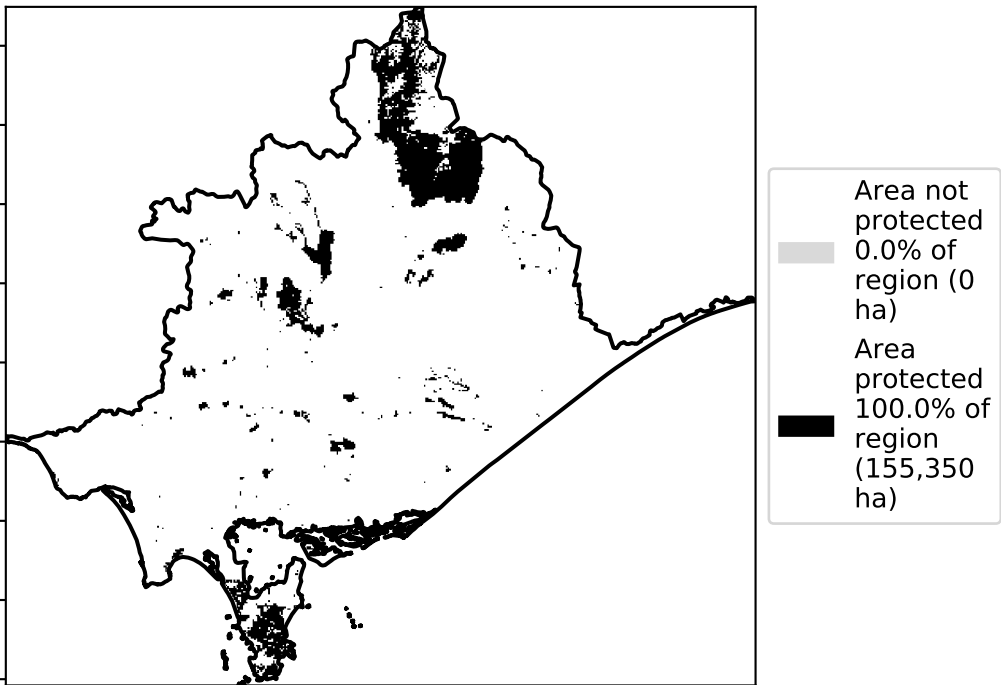 Area not
protected
0.0% of
region (0
ha)
Area
protected
100.0% of
region
(155,350
ha)